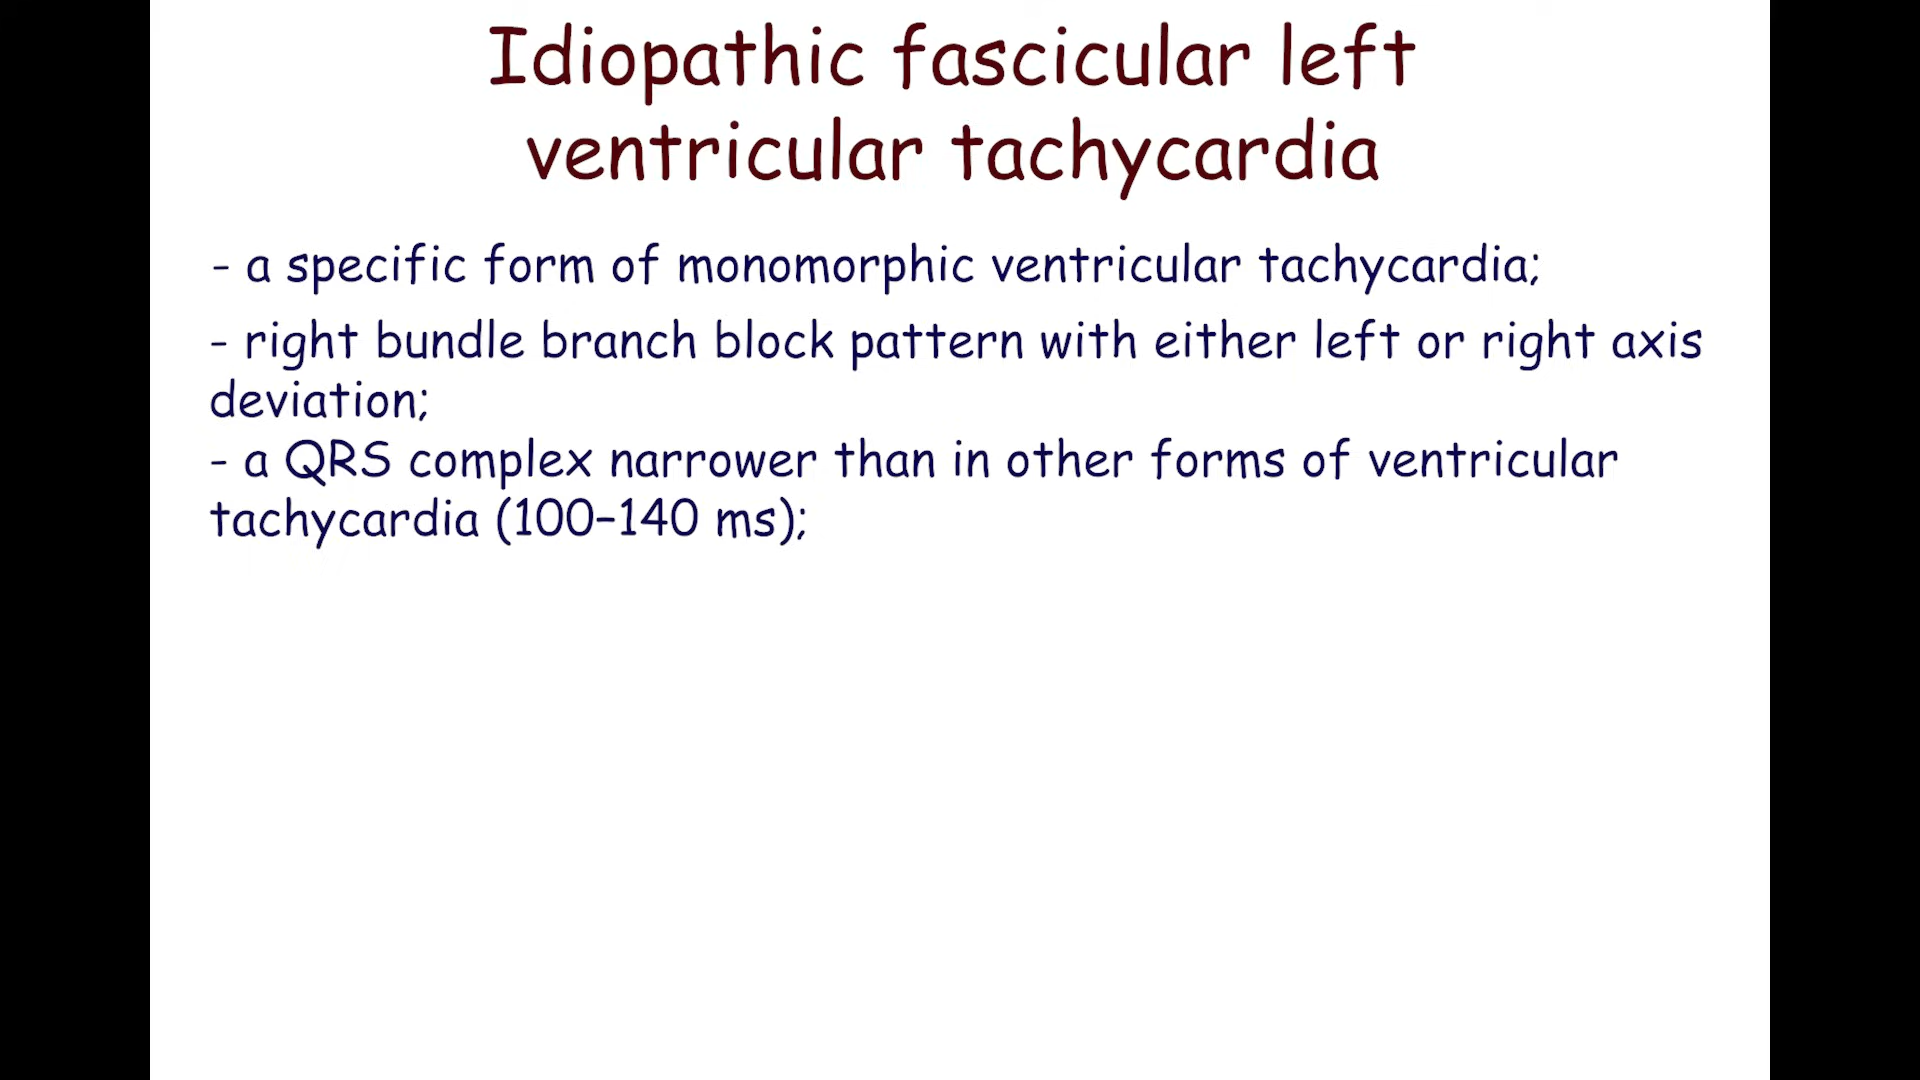 Idiopathic fascicular left
ventricular tachycardia
- a specific form of monomorphic ventricular tachycardia;
- right bundle branch block pattern with either left or right axis
deviation;
- a QRS complex narrower than in other forms of ventricular
tachycardia (100–140 ms);